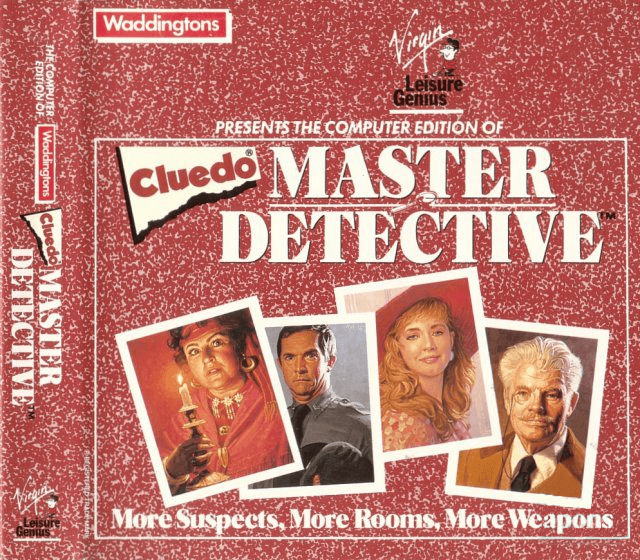 Waddingtons
Virgin
Leisure
Genius
PRESENTS THE COMPUTER EDITION OF
Cluedo®
MASTER
DETECTIVE™
More Suspects, More Rooms, More Weapons
THE COMPUTER
EDITION OF
Waddingtons
Cluedo
MASTER
DETECTIVE™
Virgin
Leisure
Genius